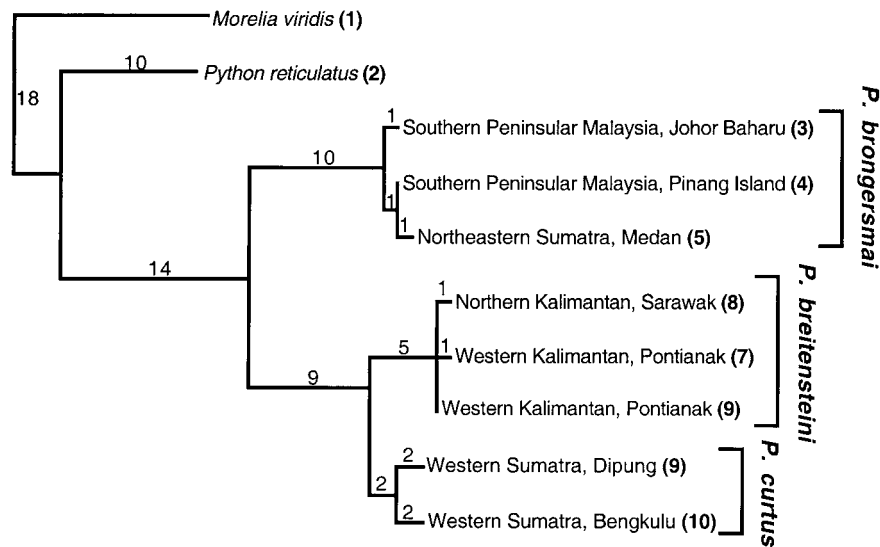 Morelia viridis (1)
10
Python reticulatus (2)
18
1
Southern Peninsular Malaysia, Johor Baharu (3)
10
Southern Peninsular Malaysia, Pinang Island (4)
1
1
Northeastern Sumatra, Medan (5)
P. brongersmai
14
1
Northern Kalimantan, Sarawak (8)
5
1
Western Kalimantan, Pontianak (7)
9
Western Kalimantan, Pontianak (9)
P. breitensteini
2
Western Sumatra, Dipung (9)
2
2
Western Sumatra, Bengkulu (10)
P. curtus